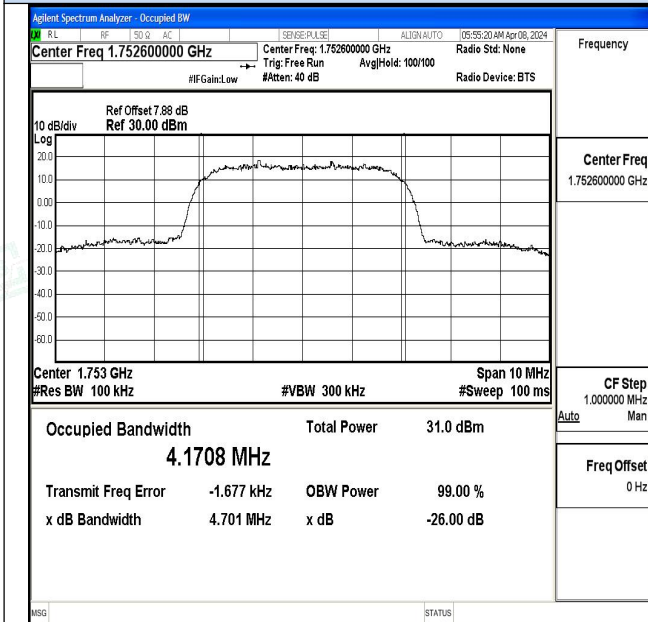 Agilent Spectrum Analyzer - Occupied BW
RL RF 50 Ω AC SENSE:PULSE ALIGN AUTO 05:55:20 AM Apr 08, 2024
Center Freq 1.752600000 GHz
Center Freq: 1.752600000 GHz
Radio Std: None
Trig: Free Run Avg|Hold: 100/100
#IFGain:Low #Atten: 40 dB Radio Device: BTS
Ref Offset 7.88 dB
10 dB/div Ref 30.00 dBm
Log
20.0
10.0
0.00
-10.0
-20.0
-30.0
-40.0
-50.0
-60.0
Center 1.753 GHz Span 10 MHz
#Res BW 100 kHz #VBW 300 kHz #Sweep 100 ms
Occupied Bandwidth Total Power 31.0 dBm
4.1708 MHz
Transmit Freq Error -1.677 kHz OBW Power 99.00 %
x dB Bandwidth 4.701 MHz x dB -26.00 dB
MSG STATUS
Frequency
Center Freq
1.752600000 GHz
CF Step
1.000000 MHz
Auto Man
Freq Offset
0 Hz